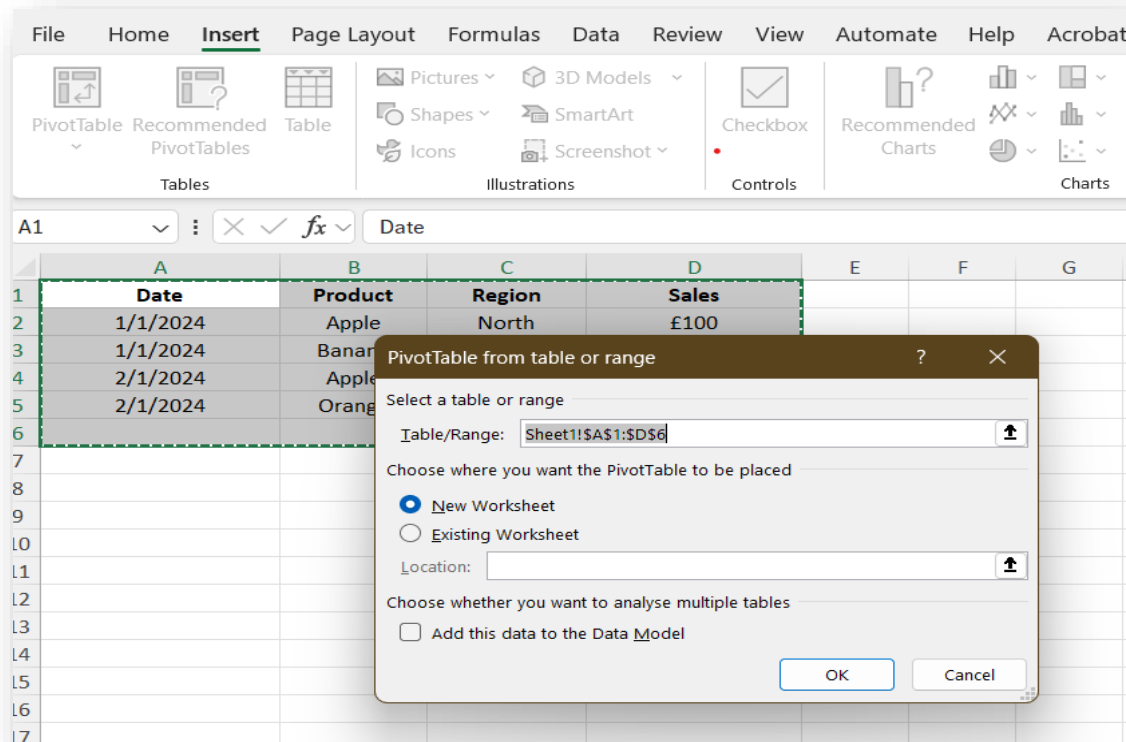 File Home Insert Page Layout Formulas Data Review View Automate Help Acrobat
Pictures 3D Models
PivotTable Recommended Table Shapes SmartArt Checkbox Recommended
PivotTables Icons Screenshot Charts
Tables Illustrations Controls Charts
A1 fx Date
A B C D E F G
1 Date Product Region Sales
2 1/1/2024 Apple North £100
3 1/1/2024 Banan
4 2/1/2024 Apple
5 2/1/2024 Orang
6
7
8
9
10
11
12
13
14
15
16
17
PivotTable from table or range ?
Select a table or range
Table/Range: Sheet1!$A$1:$D$6
Choose where you want the PivotTable to be placed
New Worksheet
Existing Worksheet
Location:
Choose whether you want to analyse multiple tables
Add this data to the Data Model
OK Cancel